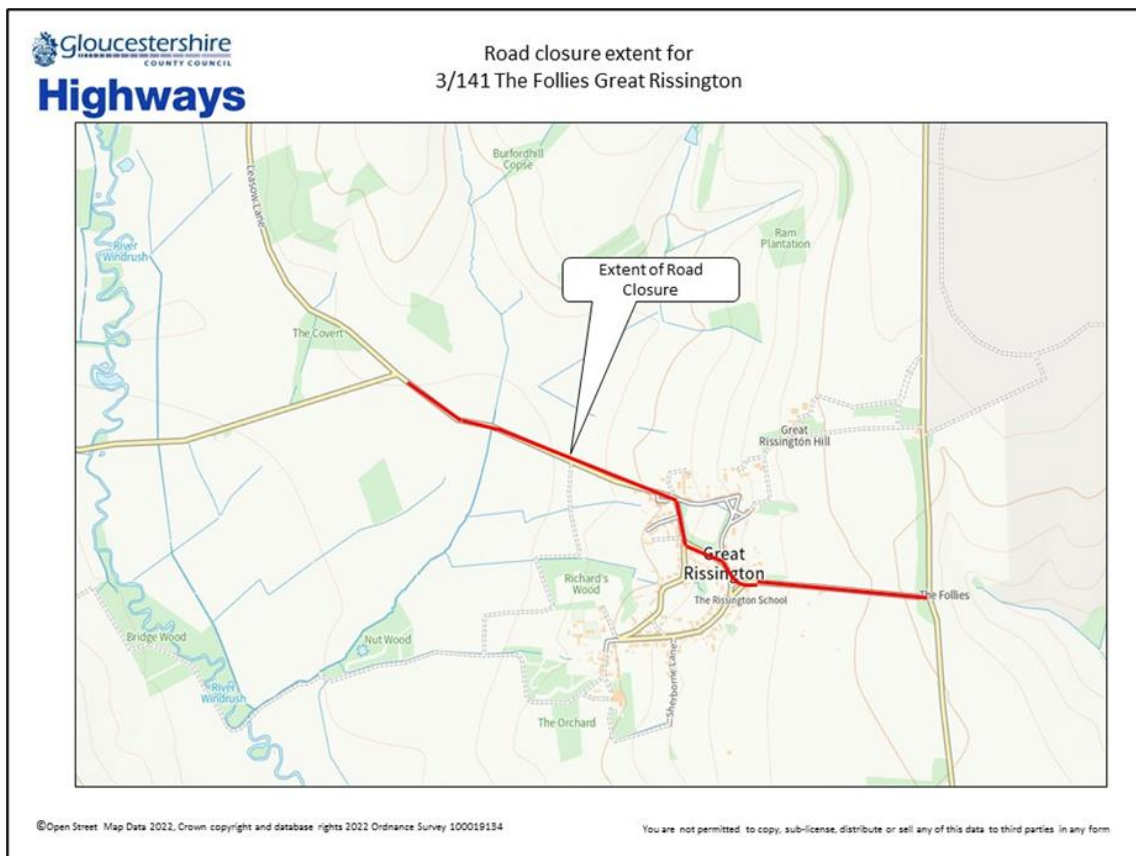 Gloucestershire
COUNTY COUNCIL
Highways
Road closure extent for
3/141 The Follies Great Rissington
Burfordhill
Copse
Leasow Lane
Ram
Plantation
River
Windrush
Extent of Road
Closure
The Covert
Great
Rissington Hill
Great
Rissington
Richard's
Wood
The Rissington School
The Follies
Bridge Wood
Nut Wood
Sherborne Lane
River
Windrush
The Orchard
©Open Street Map Data 2022, Crown copyright and database rights 2022 Ordnance Survey 100019134
You are not permitted to copy, sub-license, distribute or sell any of this data to third parties in any form